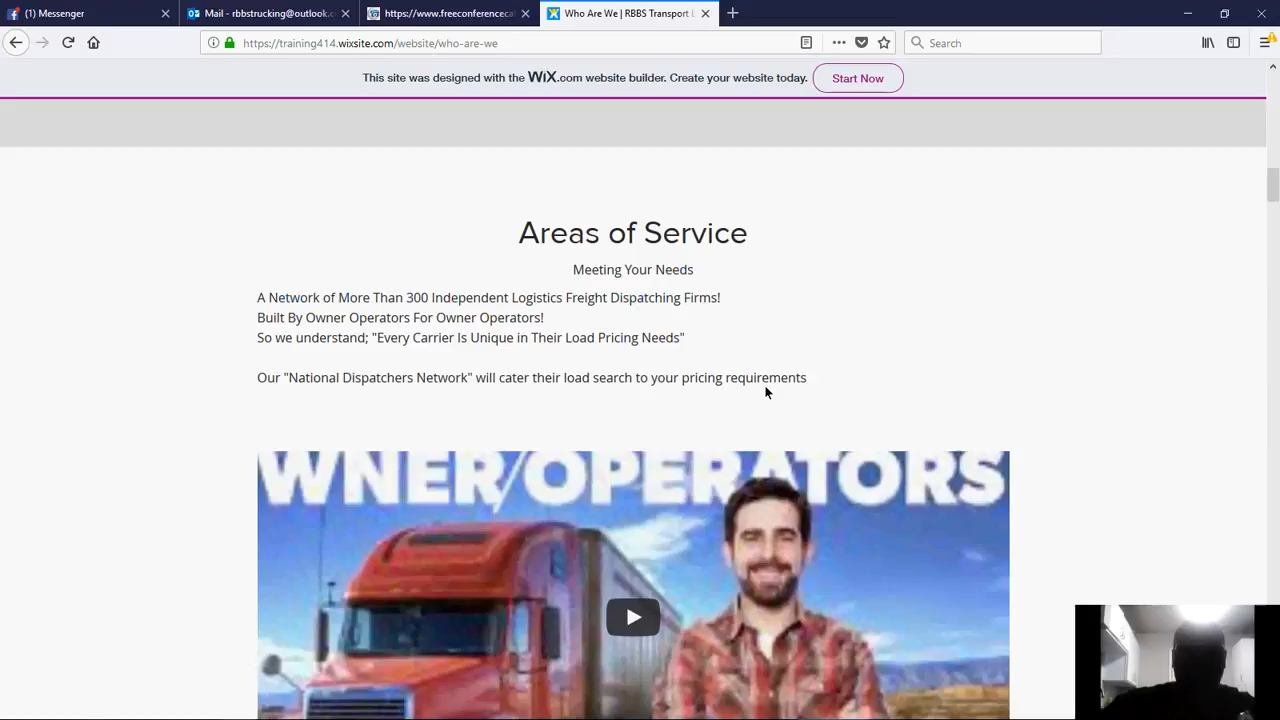 (1) Messenger
Mail - rbbstrucking@outlook.c
https://www.freeconferenceca
Who Are We | RBBS Transport L
https://training414.wixsite.com/website/who-are-we
Search
This site was designed with the WiX.com website builder. Create your website today.
Start Now
Areas of Service
Meeting Your Needs
A Network of More Than 300 Independent Logistics Freight Dispatching Firms!
Built By Owner Operators For Owner Operators!
So we understand; "Every Carrier Is Unique in Their Load Pricing Needs"
Our "National Dispatchers Network" will cater their load search to your pricing requirements
WNER/OPERATORS